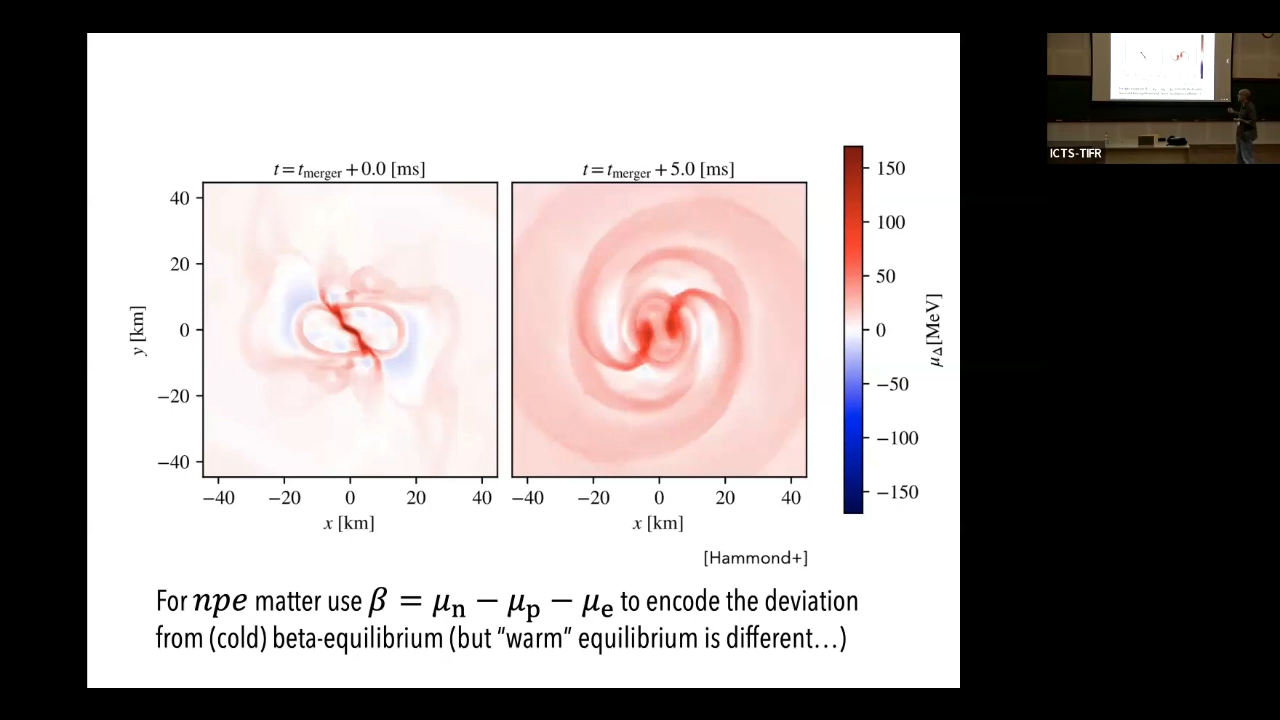 t = t_merger + 0.0 [ms]
t = t_merger + 5.0 [ms]
40
20
0
−20
−40
y [km]
−40 −20 0 20 40
x [km]
−40 −20 0 20 40
x [km]
150
100
50
0
−50
−100
−150
μ_Δ [MeV]
[Hammond+]
For npe matter use β = μ_n − μ_p − μ_e to encode the deviation
from (cold) beta-equilibrium (but "warm" equilibrium is different…)
ICTS-TIFR